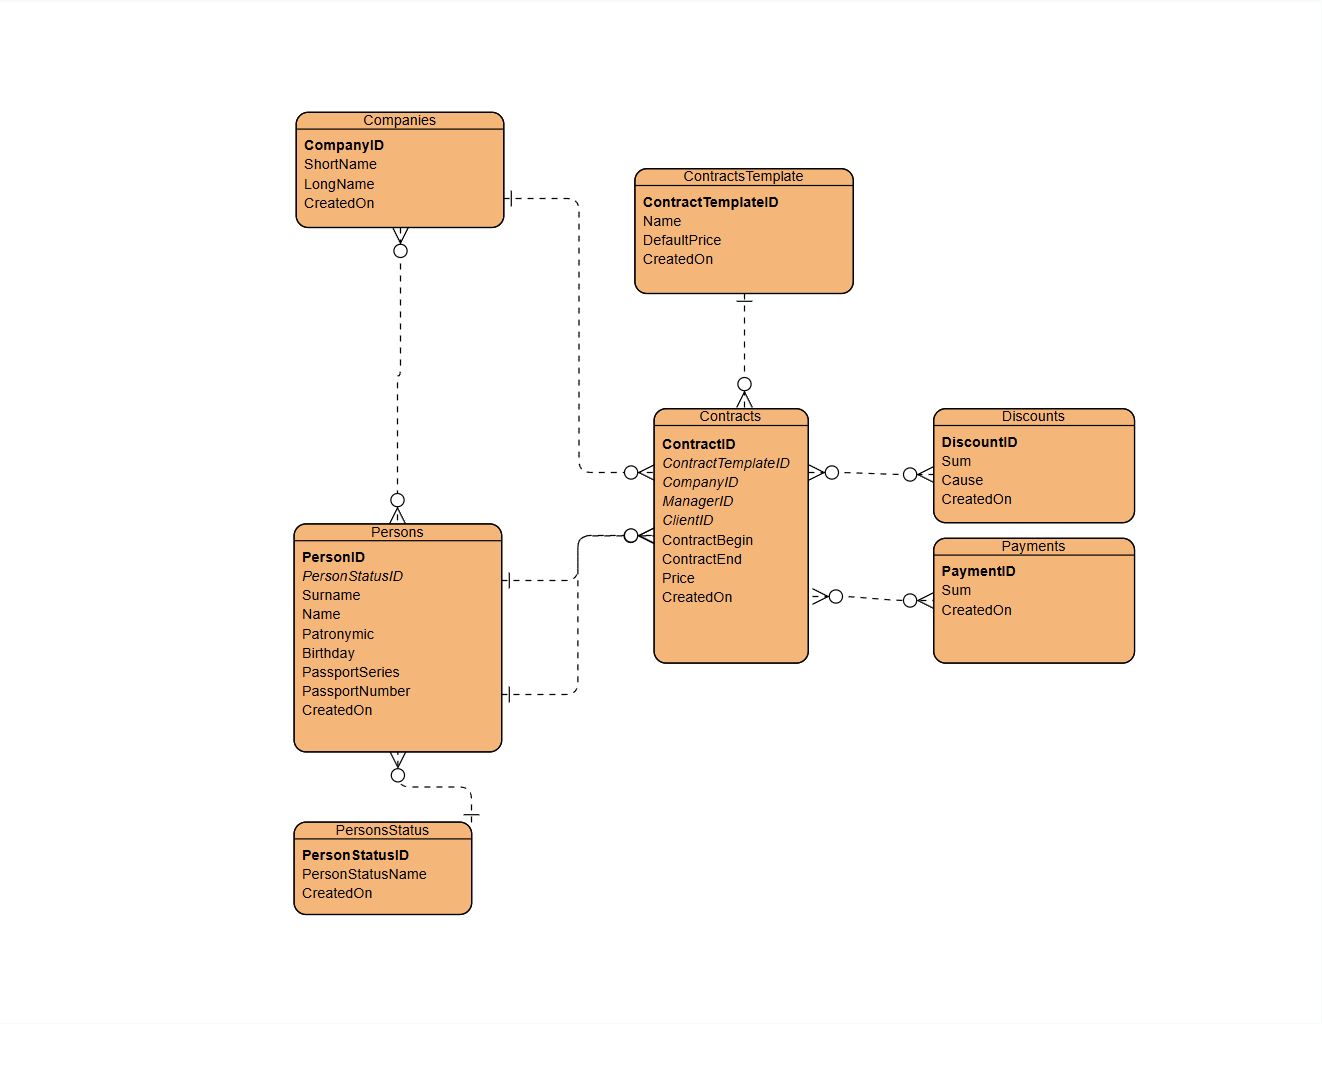 Companies
CompanyID
ShortName
LongName
CreatedOn
ContractsTemplate
ContractTemplateID
Name
DefaultPrice
CreatedOn
Contracts
ContractID
ContractTemplateID
CompanyID
ManagerID
ClientID
ContractBegin
ContractEnd
Price
CreatedOn
Discounts
DiscountID
Sum
Cause
CreatedOn
Payments
PaymentID
Sum
CreatedOn
Persons
PersonID
PersonStatusID
Surname
Name
Patronymic
Birthday
PassportSeries
PassportNumber
CreatedOn
PersonsStatus
PersonStatusID
PersonStatusName
CreatedOn